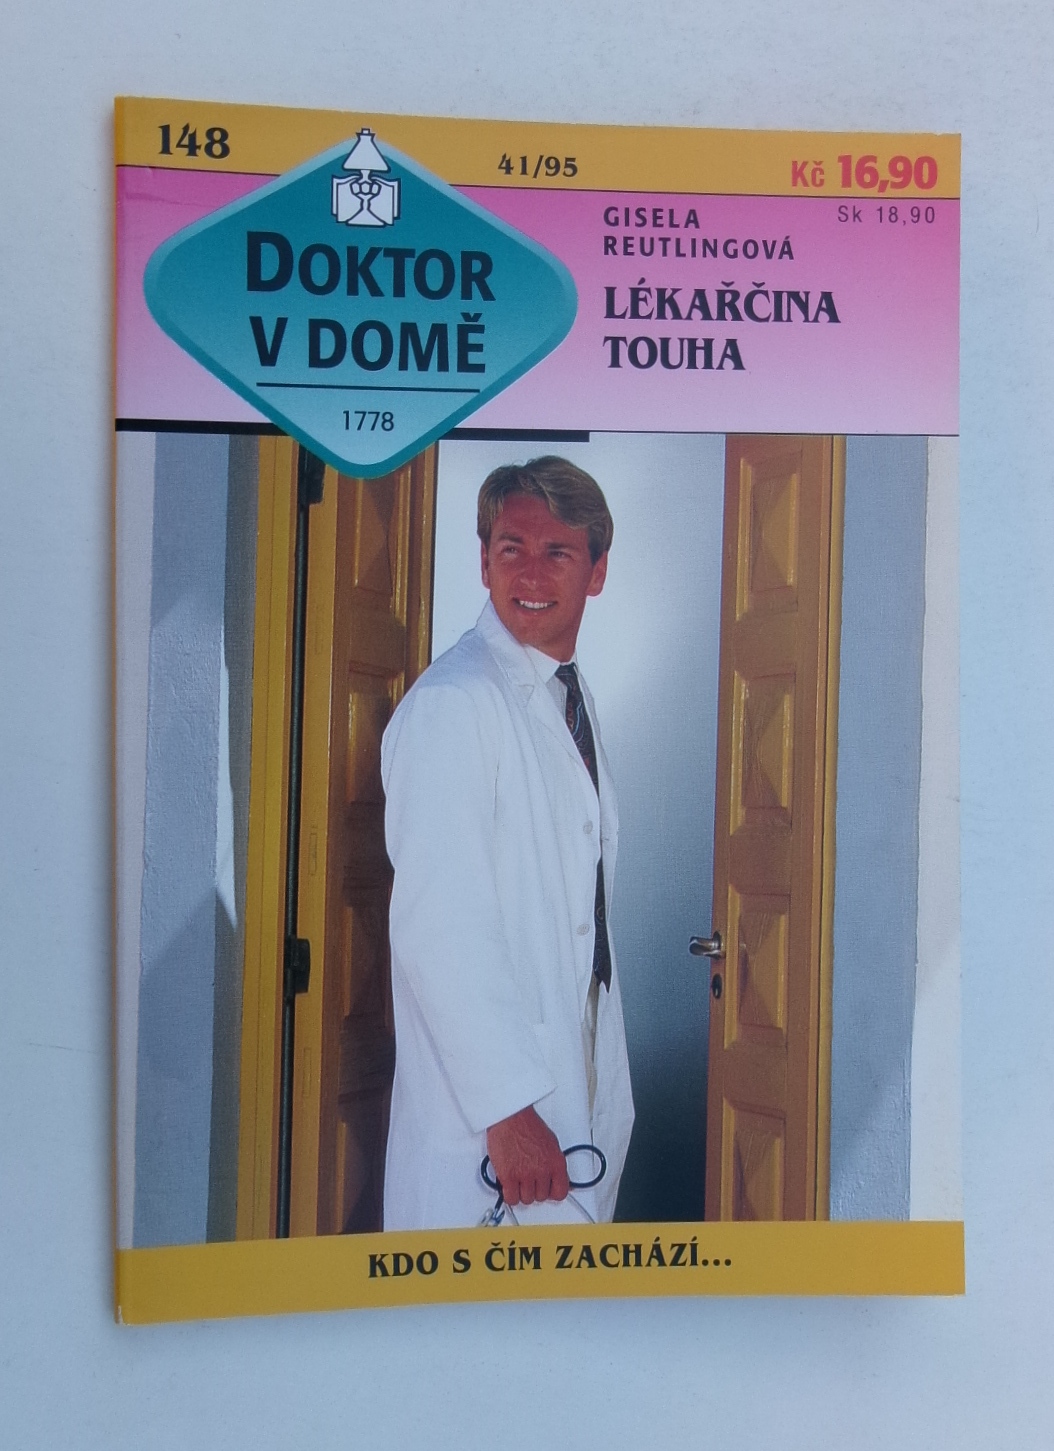 148
41/95
Kč 16,90
Sk 18,90
DOKTOR
V DOMĚ
1778
GISELA
REUTLINGOVÁ
LÉKAŘČINA
TOUHA
KDO S ČÍM ZACHÁZÍ...